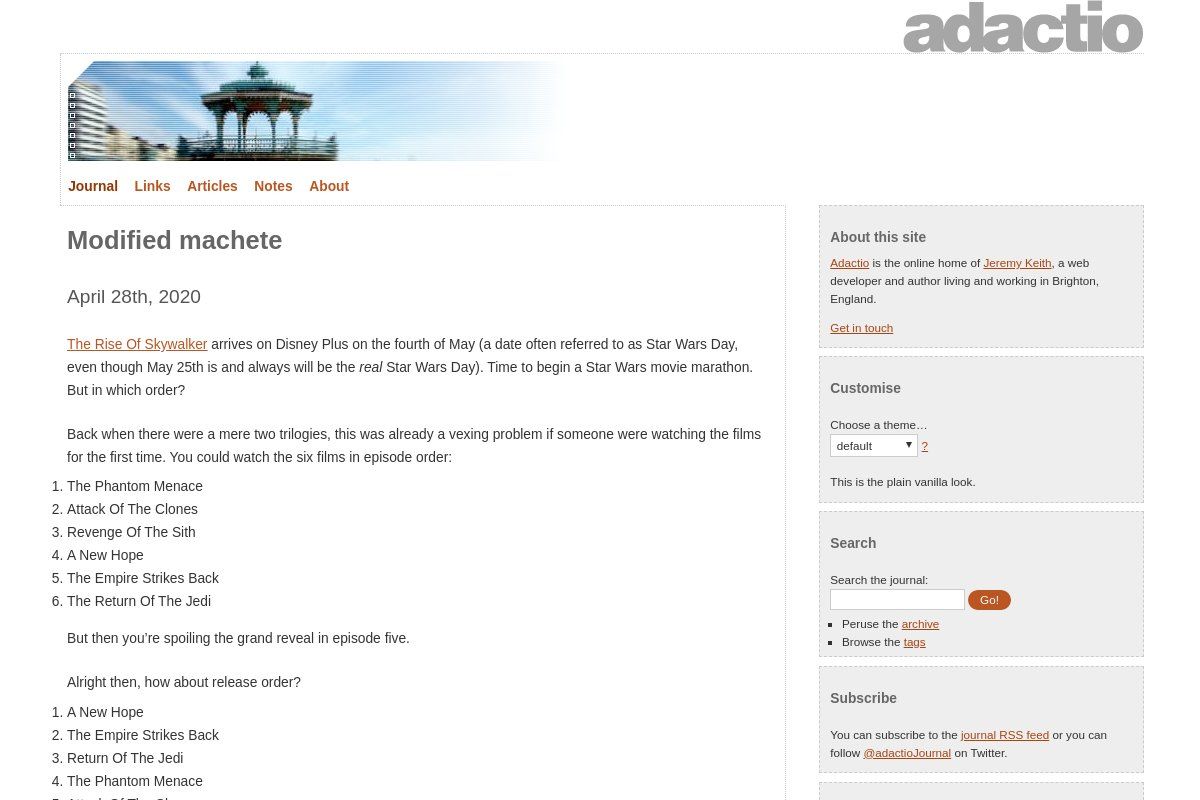 adactio
Journal Links Articles Notes About
Modified machete
April 28th, 2020
The Rise Of Skywalker arrives on Disney Plus on the fourth of May (a date often referred to as Star Wars Day,
even though May 25th is and always will be the real Star Wars Day). Time to begin a Star Wars movie marathon.
But in which order?
Back when there were a mere two trilogies, this was already a vexing problem if someone were watching the films
for the first time. You could watch the six films in episode order:
1. The Phantom Menace
2. Attack Of The Clones
3. Revenge Of The Sith
4. A New Hope
5. The Empire Strikes Back
6. The Return Of The Jedi
But then you’re spoiling the grand reveal in episode five.
Alright then, how about release order?
1. A New Hope
2. The Empire Strikes Back
3. Return Of The Jedi
4. The Phantom Menace
About this site
Adactio is the online home of Jeremy Keith, a web
developer and author living and working in Brighton,
England.
Get in touch
Customise
Choose a theme…
default ?
This is the plain vanilla look.
Search
Search the journal:
Go!
Peruse the archive
Browse the tags
Subscribe
You can subscribe to the journal RSS feed or you can
follow @adactioJournal on Twitter.